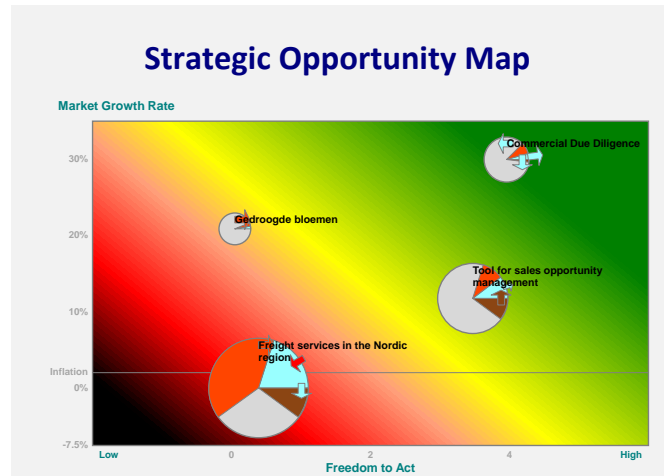 Strategic Opportunity Map
Market Growth Rate
Commercial Due Diligence
30%
Gedroogde bloemen
20%
Tool for sales opportunity
management
10%
Freight services in the Nordic
region
Inflation
0%
-7.5%
Low
0
2
4
High
Freedom to Act